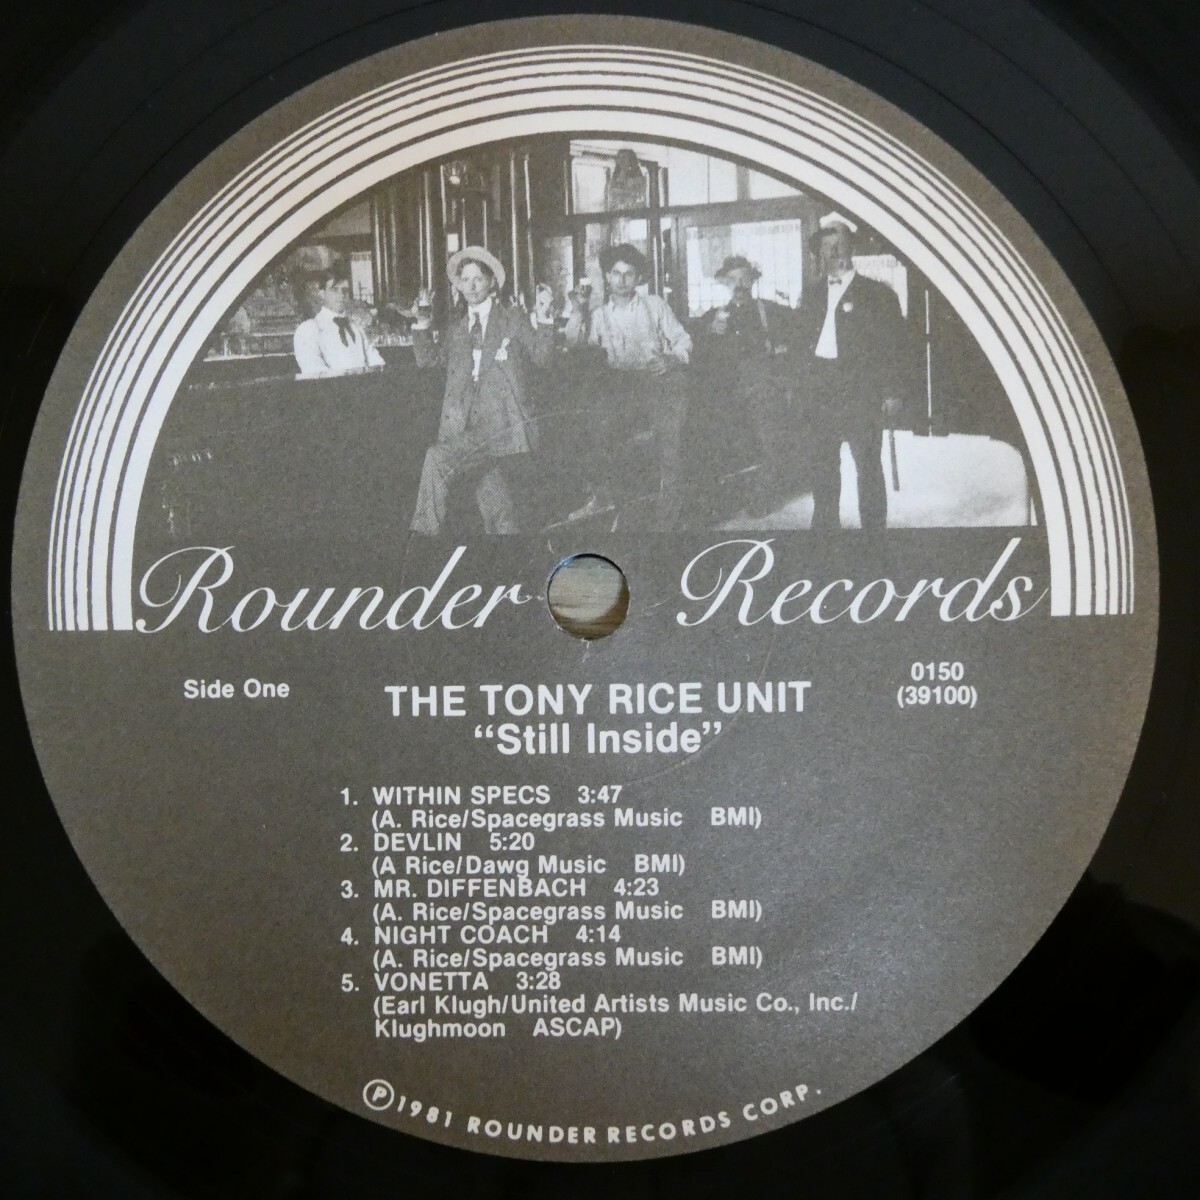 Rounder Records
Side One
0150
(39100)
THE TONY RICE UNIT
“Still Inside”
1. WITHIN SPECS 3:47
(A. Rice/Spacegrass Music BMI)
2. DEVLIN 5:20
(A Rice/Dawg Music BMI)
3. MR. DIFFENBACH 4:23
(A. Rice/Spacegrass Music BMI)
4. NIGHT COACH 4:14
(A. Rice/Spacegrass Music BMI)
5. VONETTA 3:28
(Earl Klugh/United Artists Music Co., Inc./
Klughmoon ASCAP)
Ⓟ1981 ROUNDER RECORDS CORP.